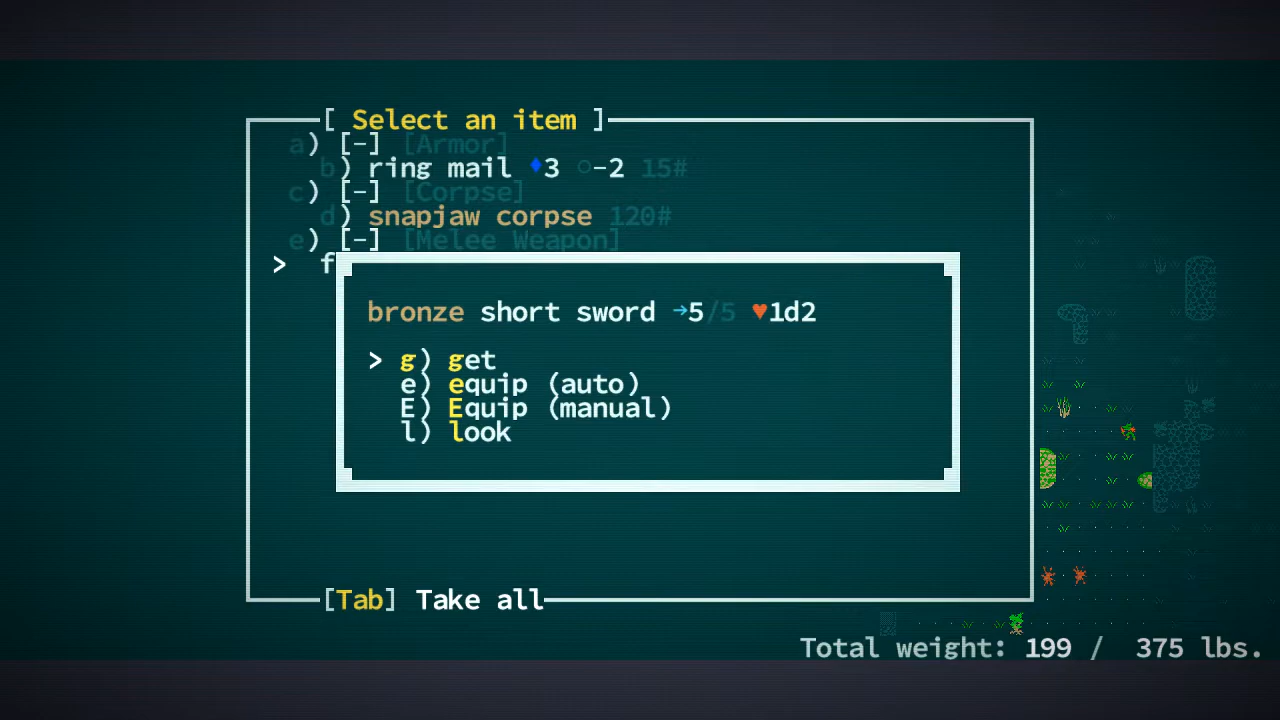 [ Select an item ]
a) [-] [Armor]
b) ring mail ♦3 ○-2 15#
c) [-] [Corpse]
d) snapjaw corpse 120#
e) [-] [Melee Weapon]
> f
bronze short sword →5/5 ♥1d2
> g) get
e) equip (auto)
E) Equip (manual)
l) look
[Tab] Take all
Total weight: 199 / 375 lbs.